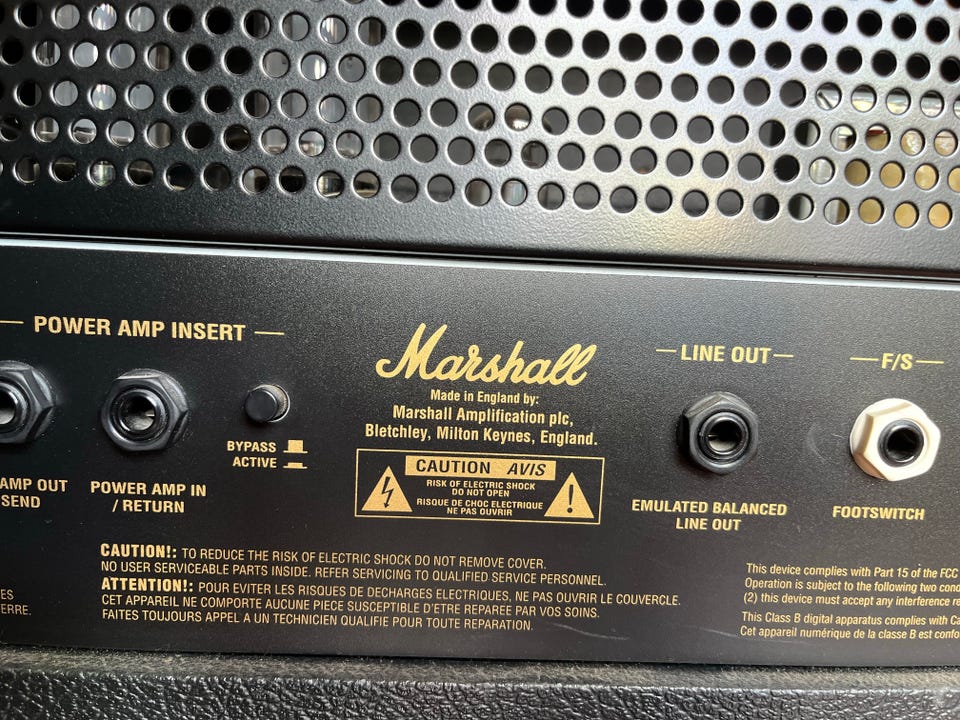 POWER AMP INSERT
BYPASS
ACTIVE
AMP OUT
SEND
POWER AMP IN
/ RETURN
Marshall
Made in England by:
Marshall Amplification plc,
Bletchley, Milton Keynes, England.
CAUTION AVIS
RISK OF ELECTRIC SHOCK
DO NOT OPEN
RISQUE DE CHOC ELECTRIQUE
NE PAS OUVRIR
LINE OUT
EMULATED BALANCED
LINE OUT
F/S
FOOTSWITCH
CAUTION!: TO REDUCE THE RISK OF ELECTRIC SHOCK DO NOT REMOVE COVER.
NO USER SERVICEABLE PARTS INSIDE. REFER SERVICING TO QUALIFIED SERVICE PERSONNEL.
ATTENTION!: POUR EVITER LES RISQUES DE DECHARGES ELECTRIQUES, NE PAS OUVRIR LE COUVERCLE.
CET APPAREIL NE COMPORTE AUCUNE PIECE SUSCEPTIBLE D'ETRE REPAREE PAR VOS SOINS.
FAITES TOUJOURS APPEL A UN TECHNICIEN QUALIFIE POUR TOUTE REPARATION.
This device complies with Part 15 of the FCC
Operation is subject to the following two
(2) this device must accept any interference
This Class B digital apparatus complies with
Cet appareil numérique de la classe B est